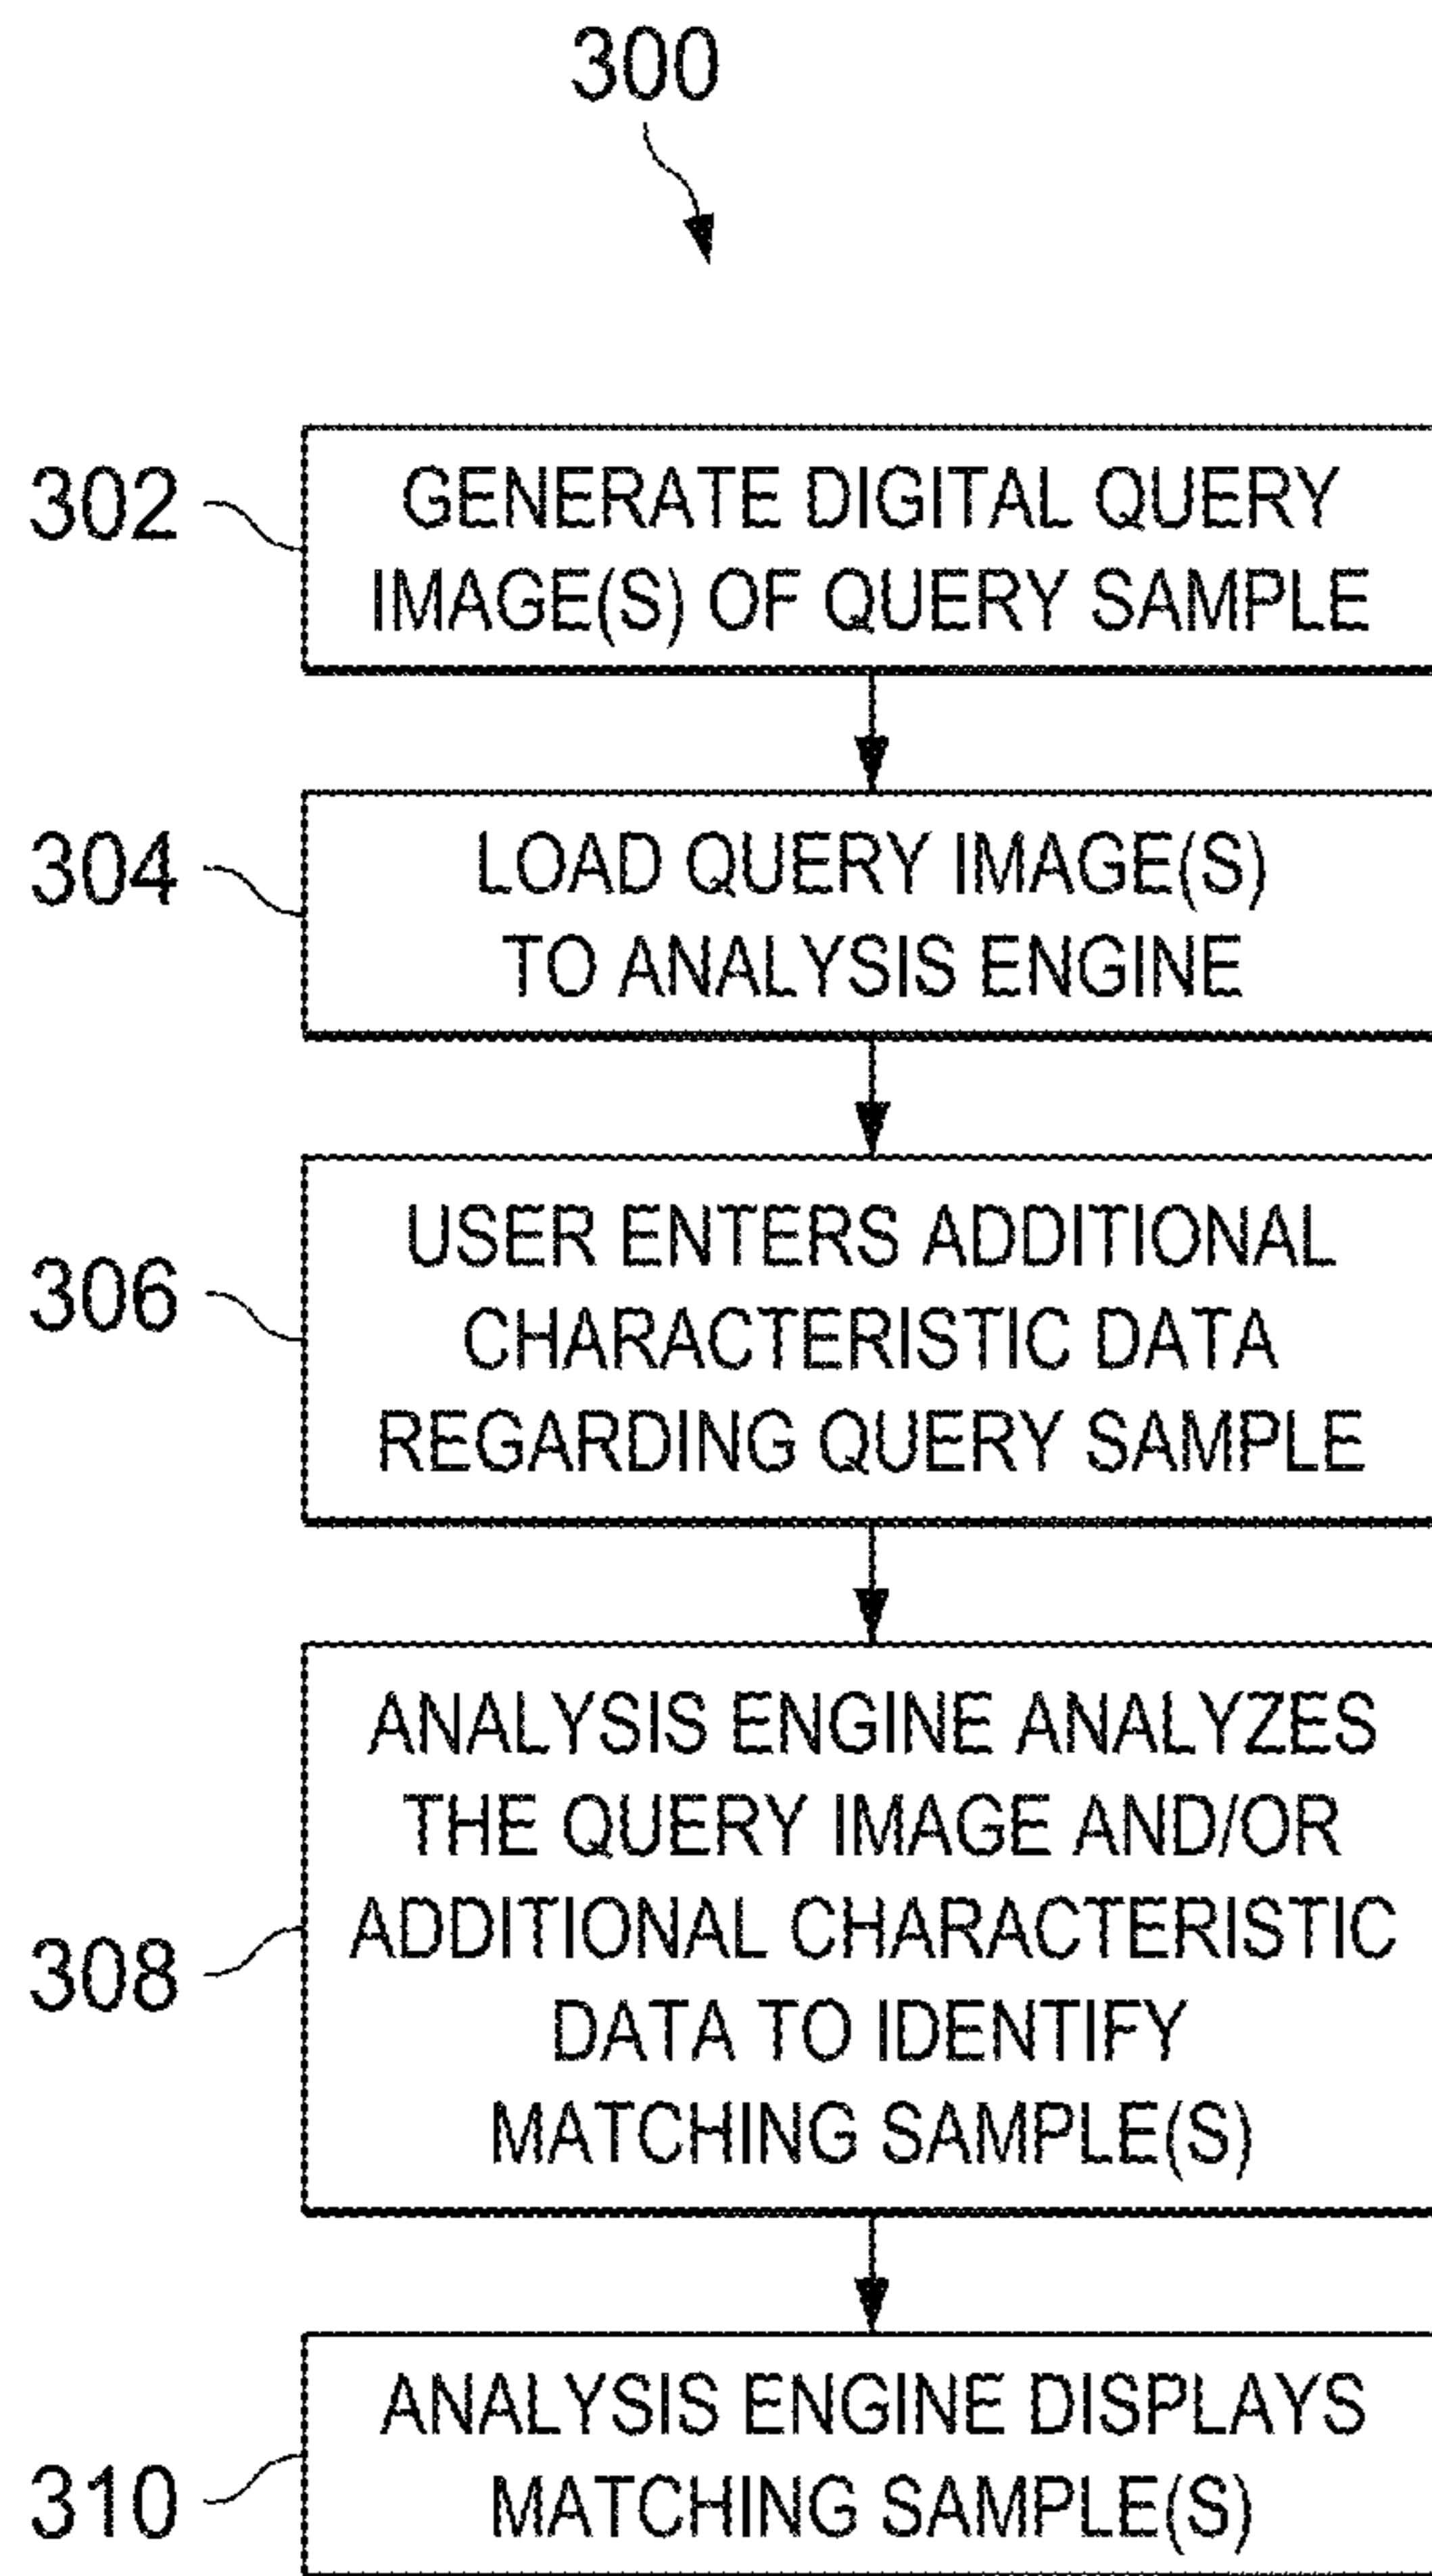 300
302
GENERATE DIGITAL QUERY
IMAGE(S) OF QUERY SAMPLE
304
LOAD QUERY IMAGE(S)
TO ANALYSIS ENGINE
306
USER ENTERS ADDITIONAL
CHARACTERISTIC DATA
REGARDING QUERY SAMPLE
308
ANALYSIS ENGINE ANALYZES
THE QUERY IMAGE AND/OR
ADDITIONAL CHARACTERISTIC
DATA TO IDENTIFY
MATCHING SAMPLE(S)
310
ANALYSIS ENGINE DISPLAYS
MATCHING SAMPLE(S)